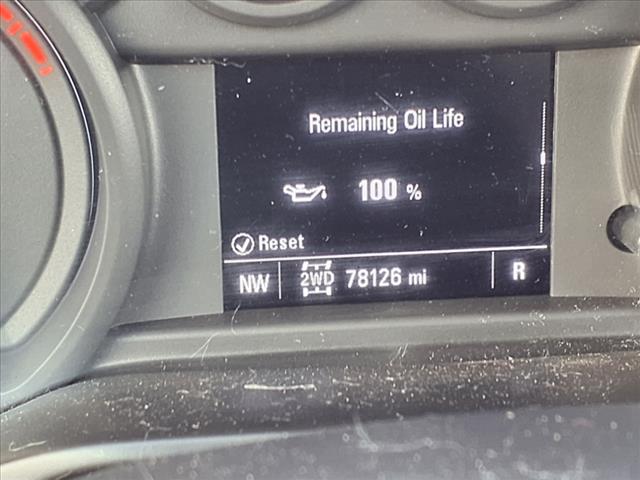 Remaining Oil Life
100 %
Reset
NW 2WD 78126 mi R